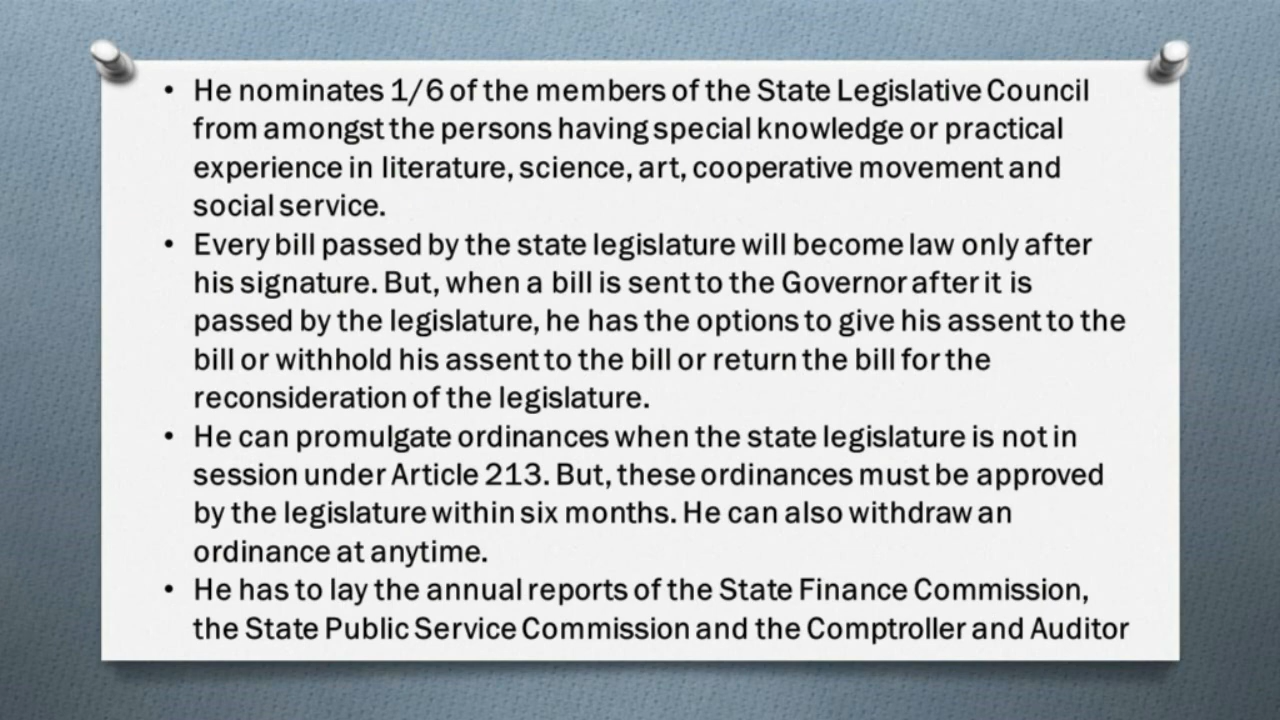 • He nominates 1/6 of the members of the State Legislative Council
from amongst the persons having special knowledge or practical
experience in literature, science, art, cooperative movement and
social service.
• Every bill passed by the state legislature will become law only after
his signature. But, when a bill is sent to the Governor after it is
passed by the legislature, he has the options to give his assent to the
bill or withhold his assent to the bill or return the bill for the
reconsideration of the legislature.
• He can promulgate ordinances when the state legislature is not in
session under Article 213. But, these ordinances must be approved
by the legislature within six months. He can also withdraw an
ordinance at anytime.
• He has to lay the annual reports of the State Finance Commission,
the State Public Service Commission and the Comptroller and Auditor